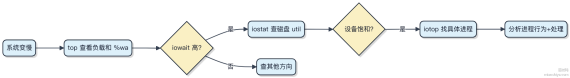 系统变慢
top 查看负载和 %wa
iowait 高?
是
iostat 查磁盘 util
设备饱和?
是
iotop 找具体进程
分析进程行为+处理
否
查其他方向